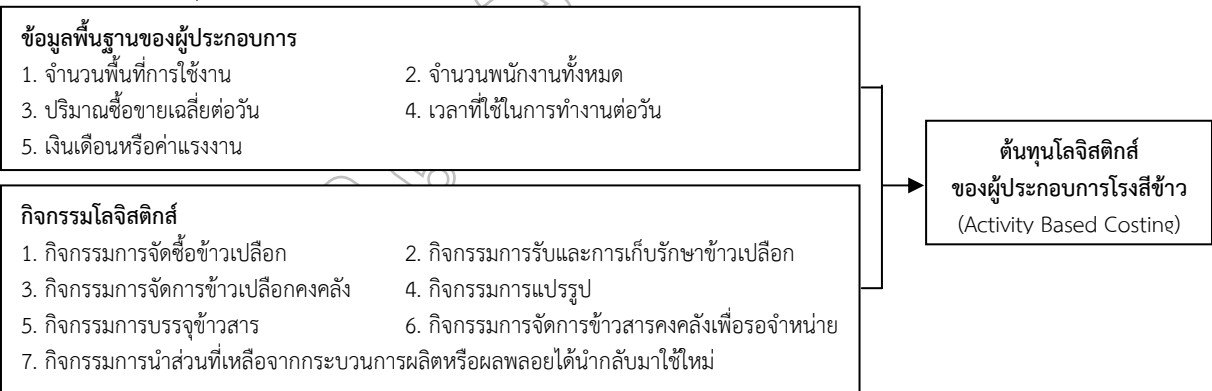 ข้อมูลพื้นฐานของผู้ประกอบการ
1. จำนวนพื้นที่การใช้งาน 2. จำนวนพนักงานทั้งหมด
3. ปริมาณซื้อขายเฉลี่ยต่อวัน 4. เวลาที่ใช้ในการทำงานต่อวัน
5. เงินเดือนหรือค่าแรงงาน
กิจกรรมโลจิสติกส์
1. กิจกรรมการจัดซื้อข้าวเปลือก 2. กิจกรรมการรับและการเก็บรักษาข้าวเปลือก
3. กิจกรรมการจัดการข้าวเปลือกคงคลัง 4. กิจกรรมการแปรรูป
5. กิจกรรมการบรรจุข้าวสาร 6. กิจกรรมการจัดการข้าวสารคงคลังเพื่อรอจำหน่าย
7. กิจกรรมการนำส่วนที่เหลือจากกระบวนการผลิตหรือผลพลอยได้นำกลับมาใช้ใหม่
ต้นทุนโลจิสติกส์
ของผู้ประกอบการโรงสีข้าว
(Activity Based Costing)